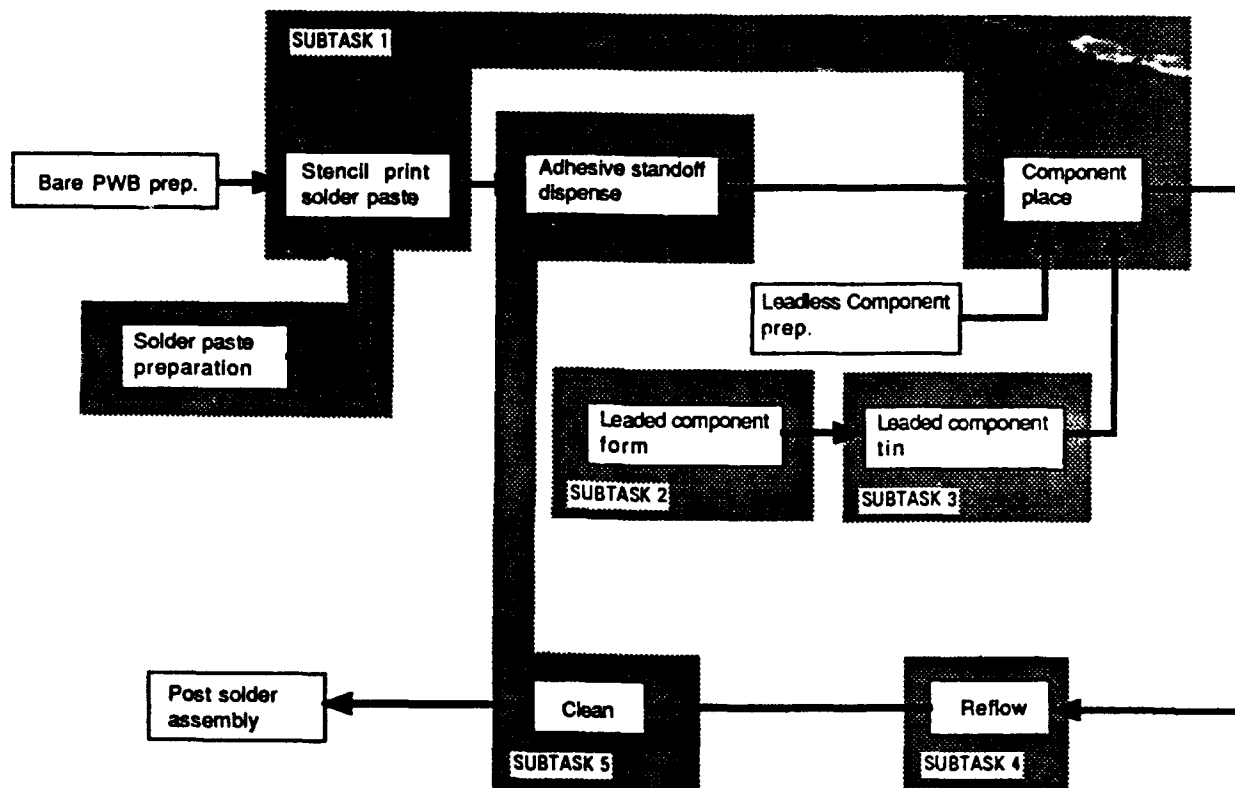 SUBTASK 1
Bare PWB prep.
Stencil print
solder paste
Adhesive standoff
dispense
Component
place
Leadless Component
prep.
Solder paste
preparation
Leaded component
form
SUBTASK 2
Leaded component
tin
SUBTASK 3
Post solder
assembly
Clean
SUBTASK 5
Reflow
SUBTASK 4